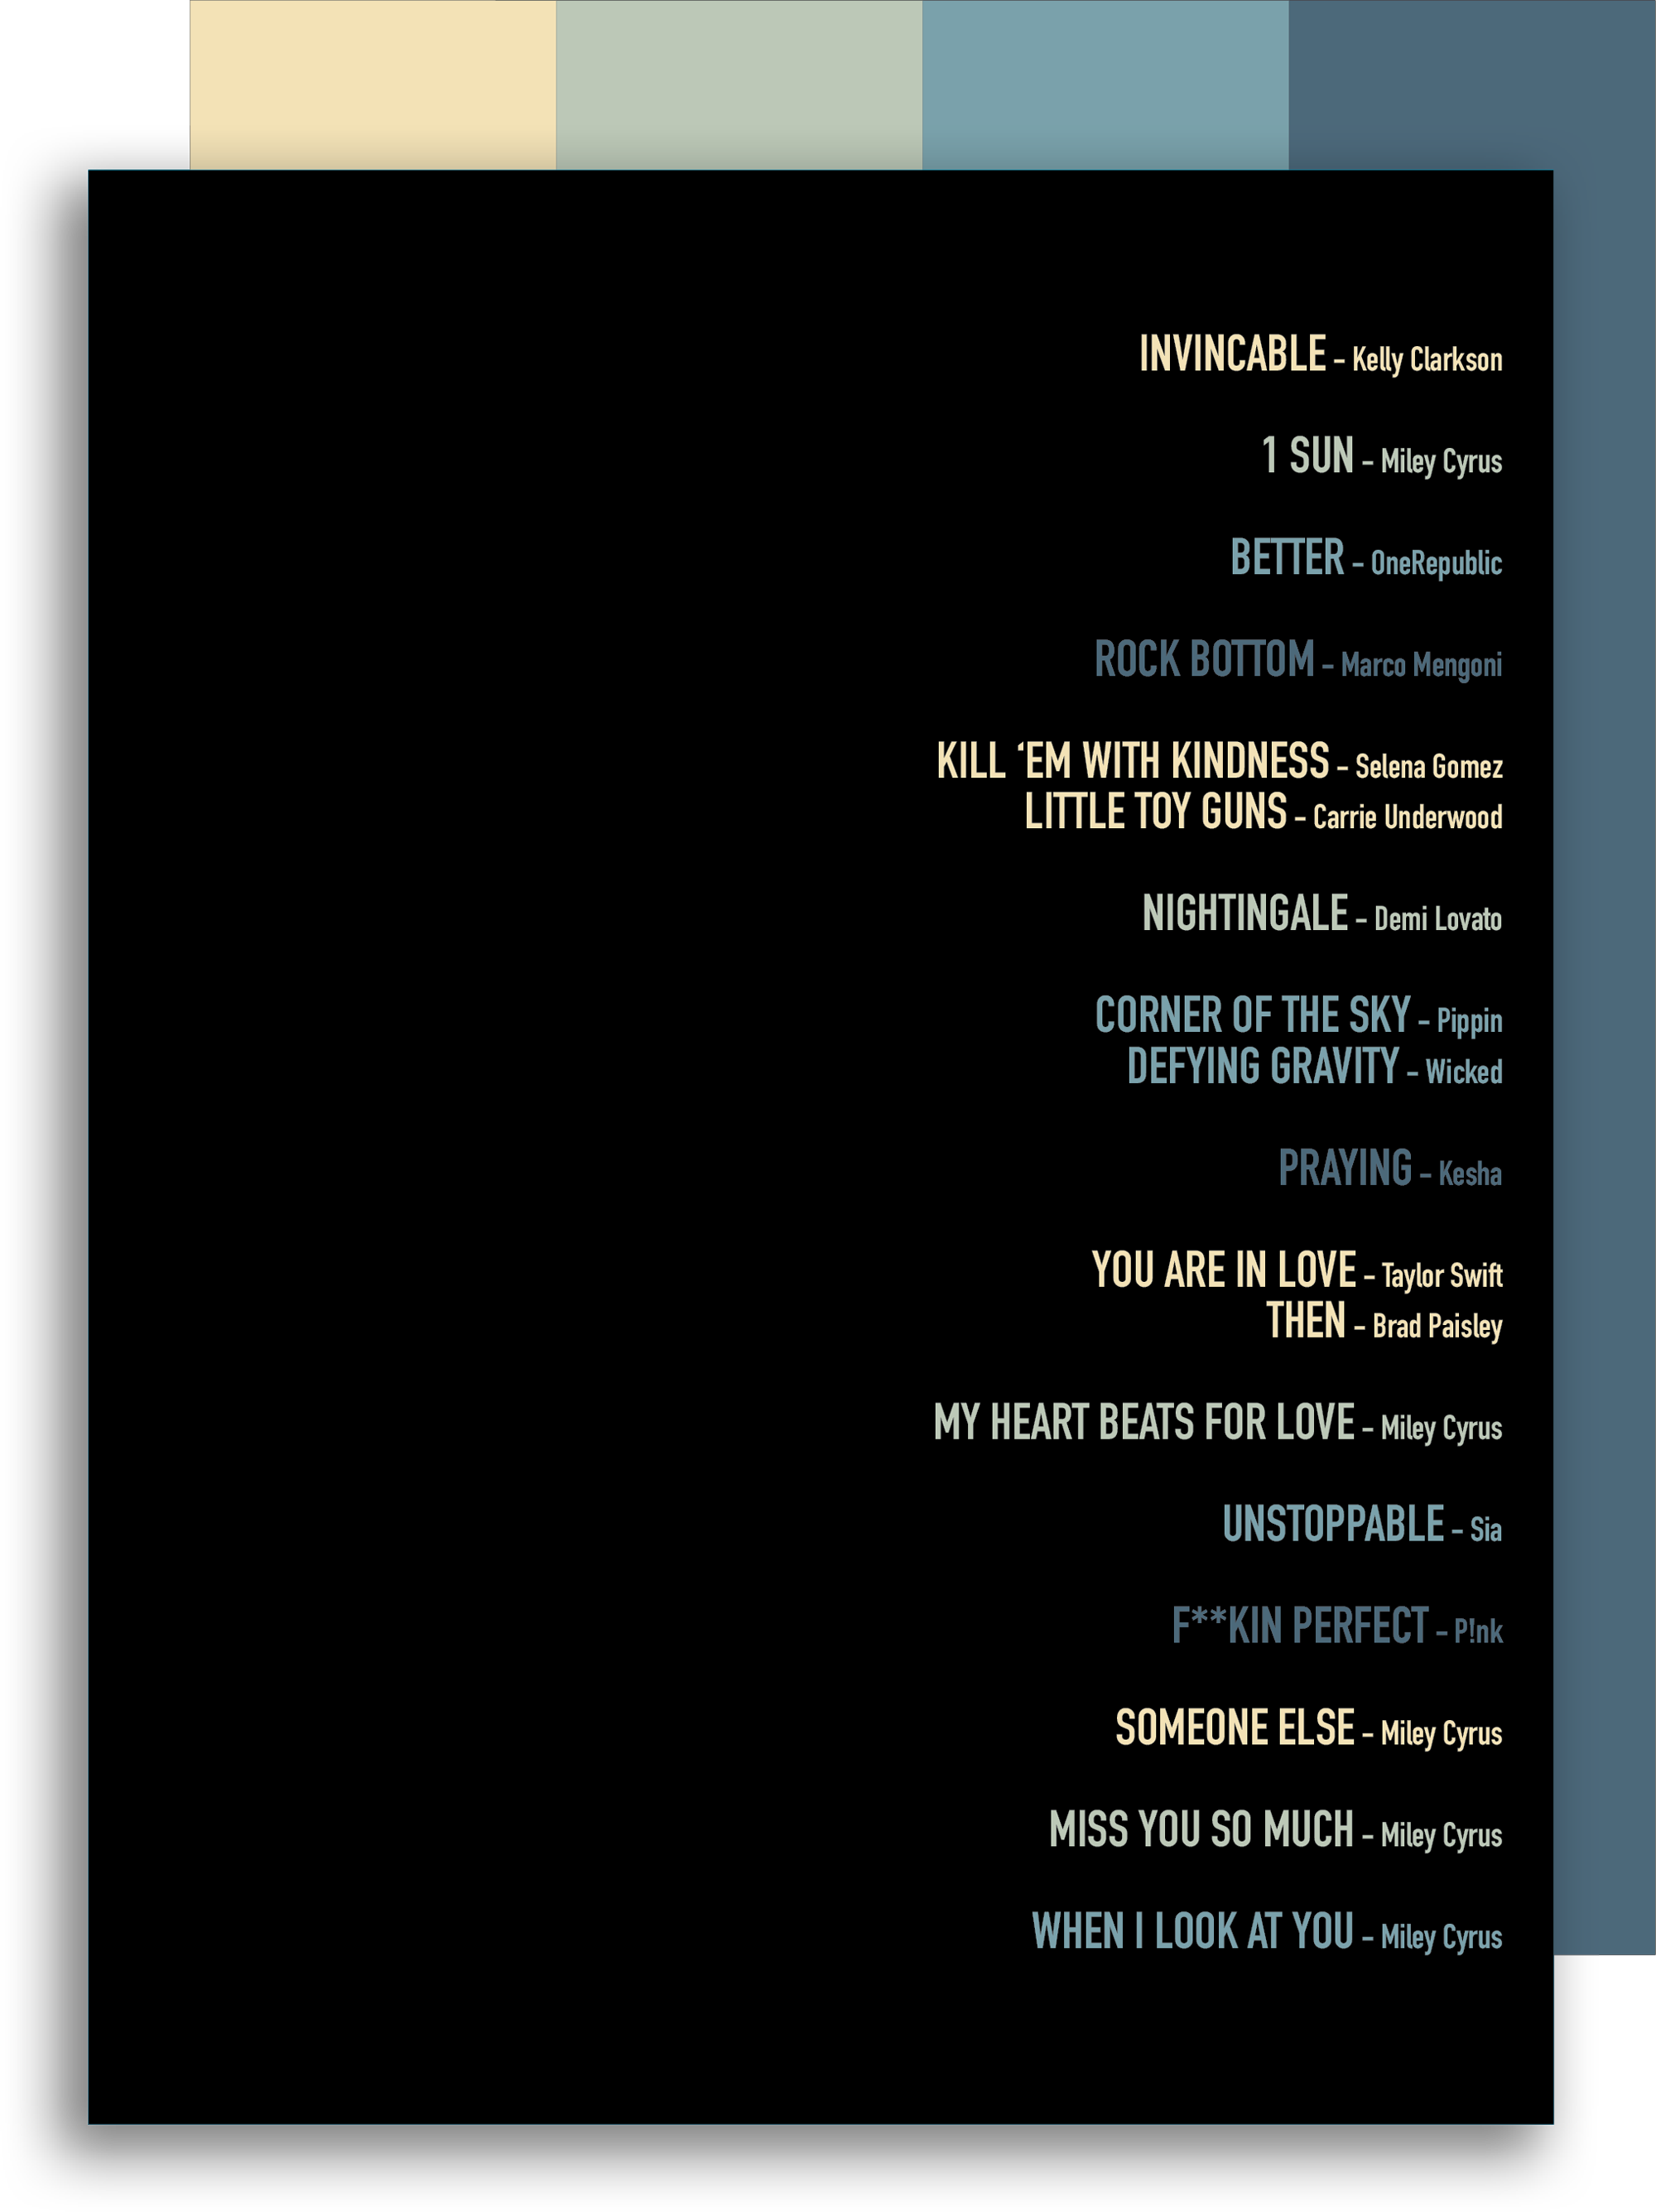 INVINCABLE – Kelly Clarkson
1 SUN – Miley Cyrus
BETTER – OneRepublic
ROCK BOTTOM – Marco Mengoni
KILL ‘EM WITH KINDNESS – Selena Gomez
LITTLE TOY GUNS – Carrie Underwood
NIGHTINGALE – Demi Lovato
CORNER OF THE SKY – Pippin
DEFYING GRAVITY – Wicked
PRAYING – Kesha
YOU ARE IN LOVE – Taylor Swift
THEN – Brad Paisley
MY HEART BEATS FOR LOVE – Miley Cyrus
UNSTOPPABLE – Sia
F**KIN PERFECT – P!nk
SOMEONE ELSE – Miley Cyrus
MISS YOU SO MUCH – Miley Cyrus
WHEN I LOOK AT YOU – Miley Cyrus